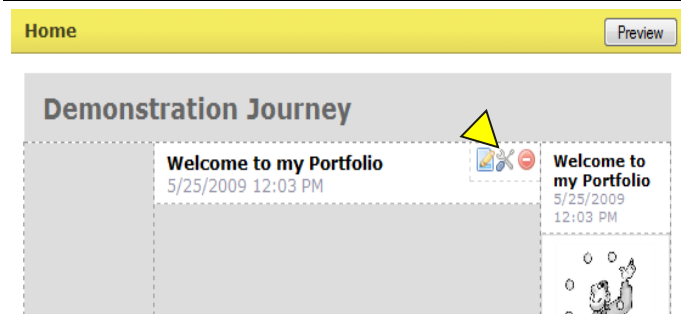 Home
Preview
Demonstration Journey
Welcome to my Portfolio
5/25/2009 12:03 PM
Welcome to
my Portfolio
5/25/2009
12:03 PM